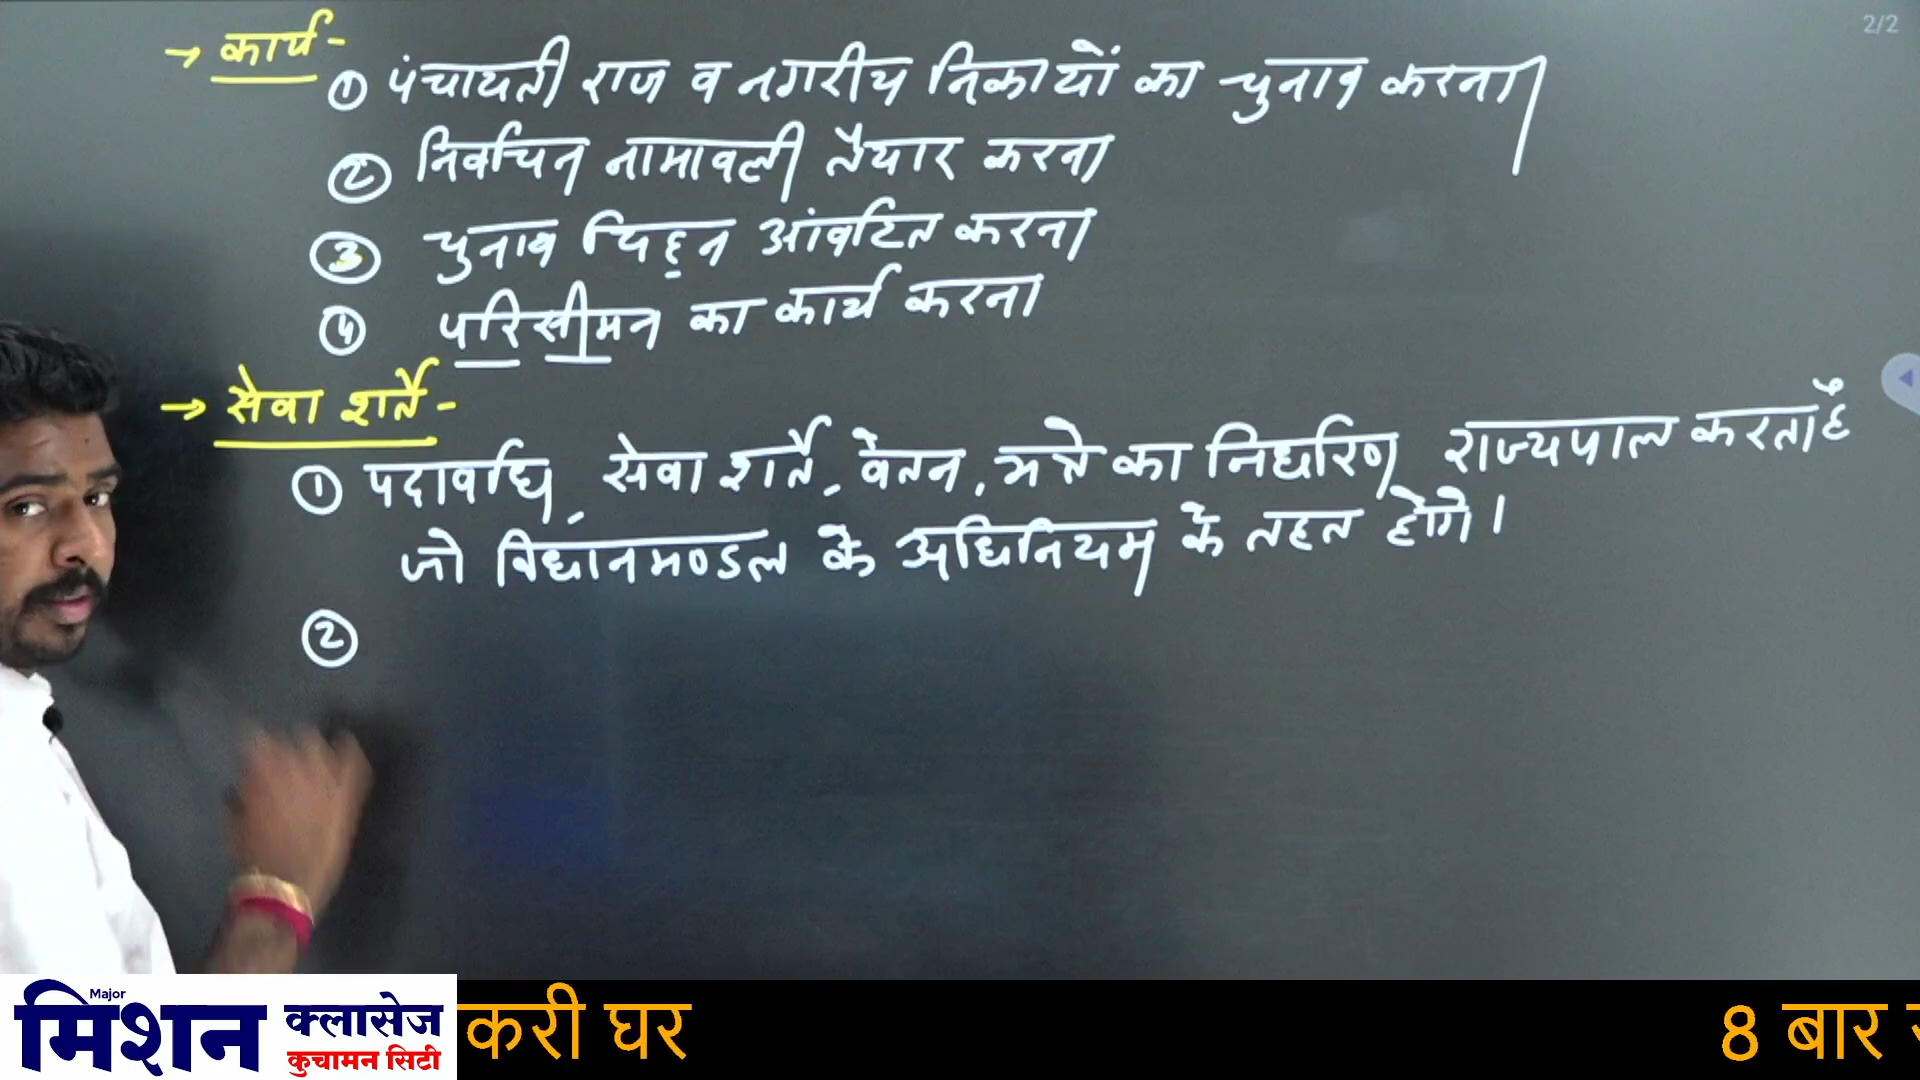 2/2
→ कार्य -
① पंचायती राज व नगरीय निकायों का चुनाव करना
② निर्वाचन नामावली तैयार करना
③ चुनाव चिह्न आंवटित करना
④ परिसीमन का कार्य करना
→ सेवा शर्तें -
① पदावधि, सेवा शर्तें, वेतन, भत्ते का निर्धारण राज्यपाल करता है
जो विधानमण्डल के अधिनियम के तहत होंगे।
②
Major
मिशन क्लासेज
कुचामन सिटी
करी घर 8 बार